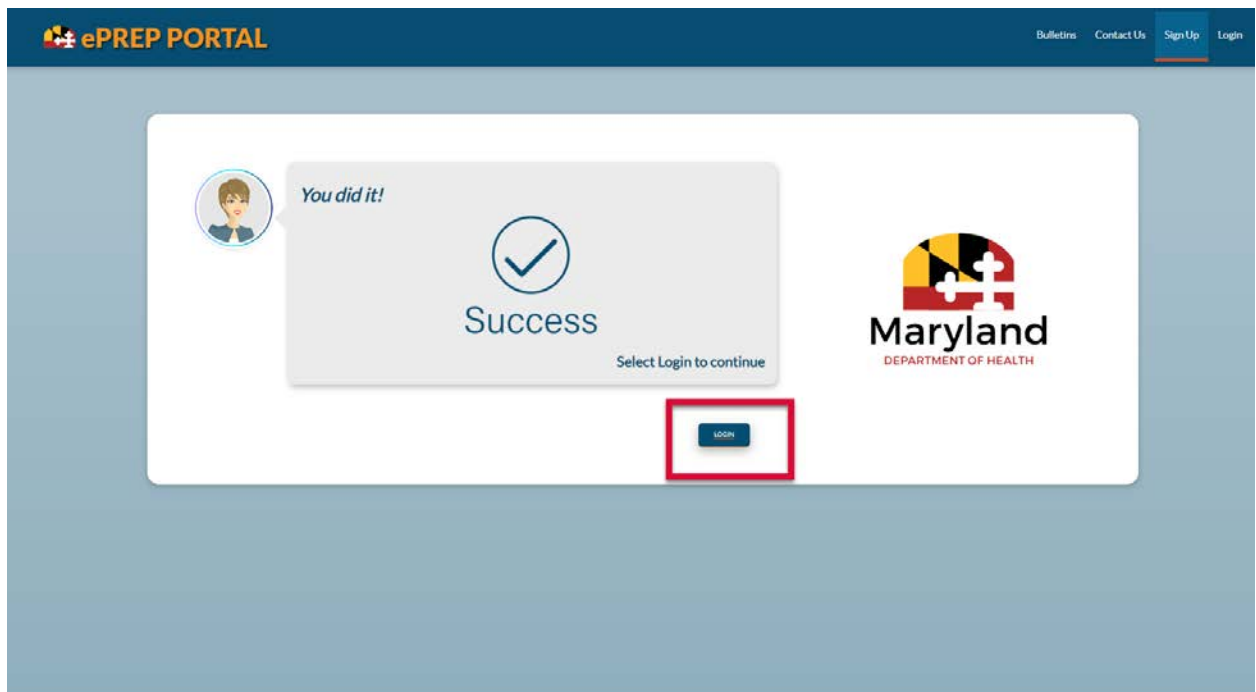 ePREP PORTAL
Bulletins Contact Us Sign Up Login
You did it!
Success
Select Login to continue
LOGIN
Maryland
DEPARTMENT OF HEALTH